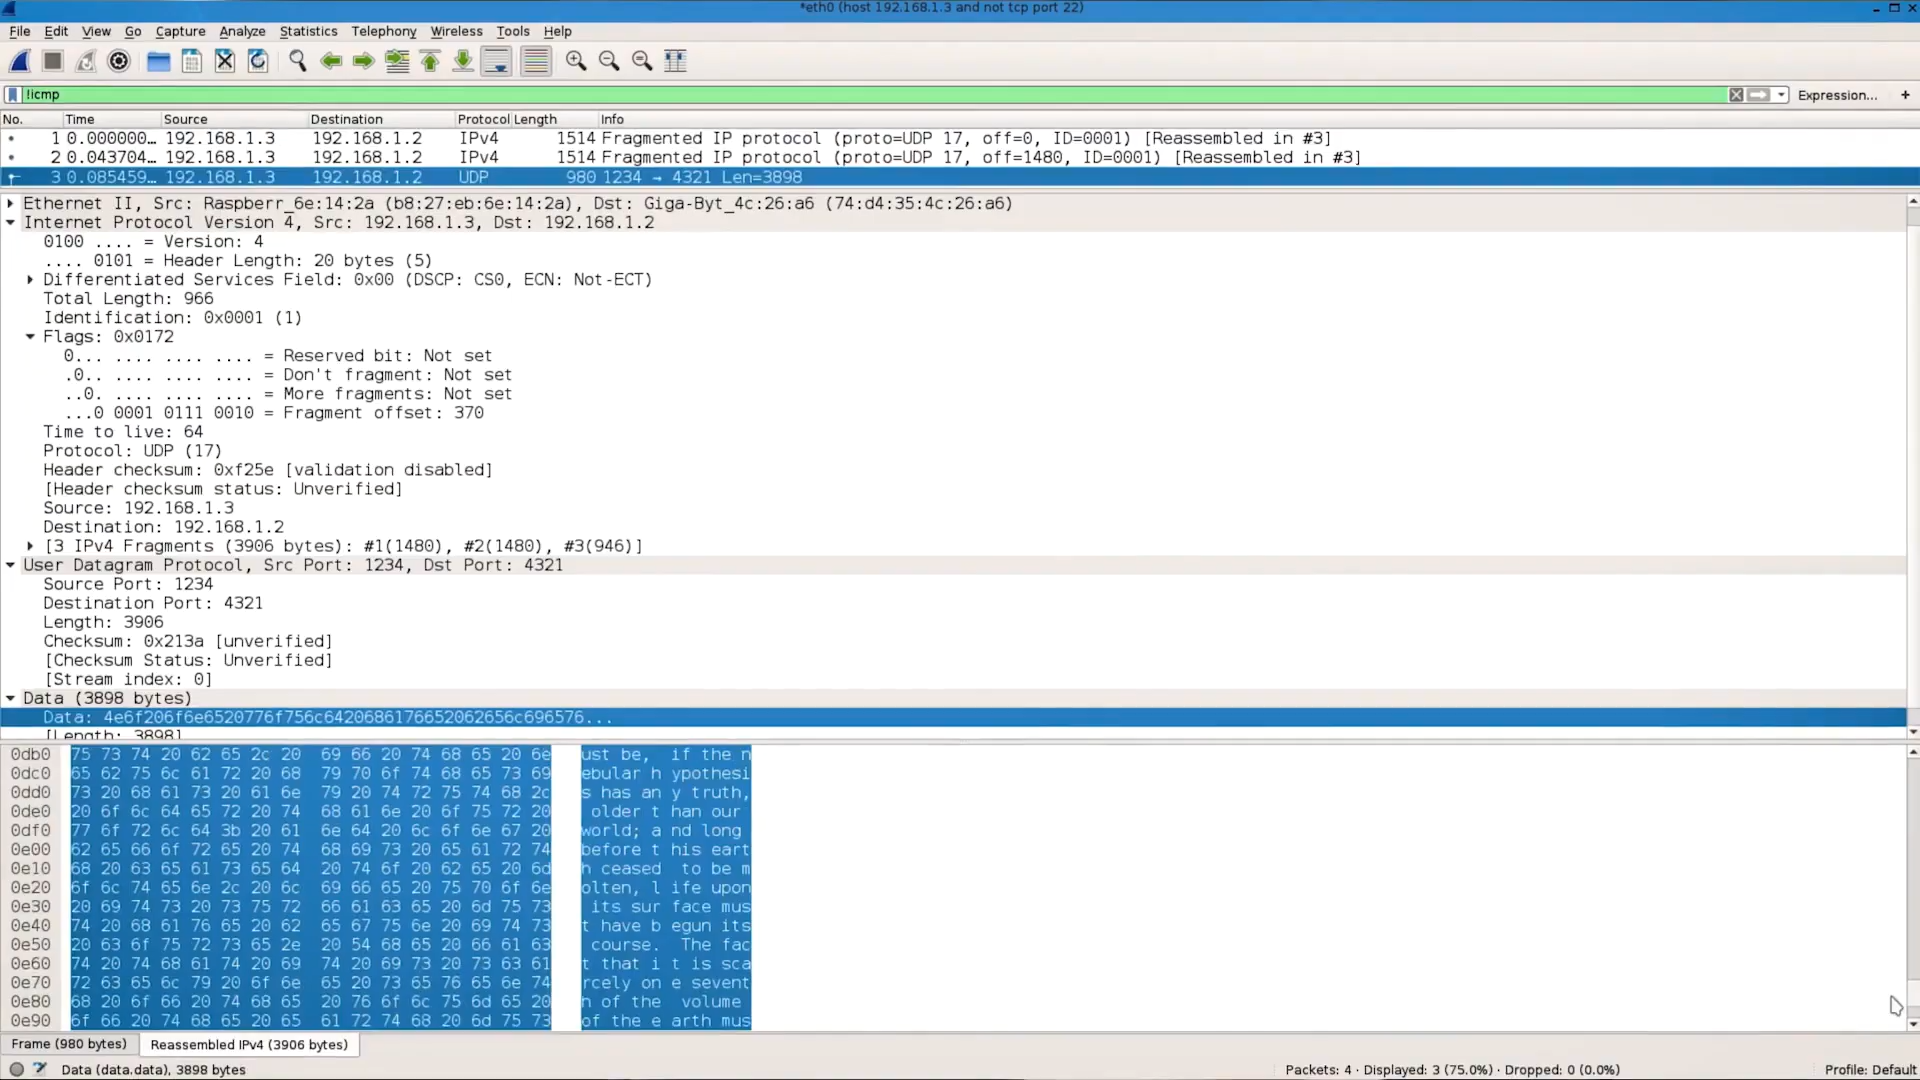 *eth0 (host 192.168.1.3 and not tcp port 22)
File Edit View Go Capture Analyze Statistics Telephony Wireless Tools Help
!icmp Expression... +
No. Time Source Destination Protocol Length Info
1 0.000000… 192.168.1.3 192.168.1.2 IPv4 1514 Fragmented IP protocol (proto=UDP 17, off=0, ID=0001) [Reassembled in #3]
2 0.043704… 192.168.1.3 192.168.1.2 IPv4 1514 Fragmented IP protocol (proto=UDP 17, off=1480, ID=0001) [Reassembled in #3]
3 0.085459… 192.168.1.3 192.168.1.2 UDP 980 1234 → 4321 Len=3898
Ethernet II, Src: Raspberr_6e:14:2a (b8:27:eb:6e:14:2a), Dst: Giga-Byt_4c:26:a6 (74:d4:35:4c:26:a6)
Internet Protocol Version 4, Src: 192.168.1.3, Dst: 192.168.1.2
0100 .... = Version: 4
.... 0101 = Header Length: 20 bytes (5)
Differentiated Services Field: 0x00 (DSCP: CS0, ECN: Not-ECT)
Total Length: 966
Identification: 0x0001 (1)
Flags: 0x0172
0... .... .... .... = Reserved bit: Not set
.0.. .... .... .... = Don't fragment: Not set
..0. .... .... .... = More fragments: Not set
...0 0001 0111 0010 = Fragment offset: 370
Time to live: 64
Protocol: UDP (17)
Header checksum: 0xf25e [validation disabled]
[Header checksum status: Unverified]
Source: 192.168.1.3
Destination: 192.168.1.2
[3 IPv4 Fragments (3906 bytes): #1(1480), #2(1480), #3(946)]
User Datagram Protocol, Src Port: 1234, Dst Port: 4321
Source Port: 1234
Destination Port: 4321
Length: 3906
Checksum: 0x213a [unverified]
[Checksum Status: Unverified]
[Stream index: 0]
Data (3898 bytes)
Data: 4e6f206f6e6520776f756c6420686176652062656c696576...
[Length: 3898]
0db0 75 73 74 20 62 65 2c 20 69 66 20 74 68 65 20 6e ust be, if the n
0dc0 65 62 75 6c 61 72 20 68 79 70 6f 74 68 65 73 69 ebular h ypothesi
0dd0 73 20 68 61 73 20 61 6e 79 20 74 72 75 74 68 2c s has an y truth,
0de0 20 6f 6c 64 65 72 20 74 68 61 6e 20 6f 75 72 20 older t han our
0df0 77 6f 72 6c 64 3b 20 61 6e 64 20 6c 6f 6e 67 20 world; a nd long
0e00 62 65 66 6f 72 65 20 74 68 69 73 20 65 61 72 74 before t his eart
0e10 68 20 63 65 61 73 65 64 20 74 6f 20 62 65 20 6d h ceased to be m
0e20 6f 6c 74 65 6e 2c 20 6c 69 66 65 20 75 70 6f 6e olten, l ife upon
0e30 20 69 74 73 20 73 75 72 66 61 63 65 20 6d 75 73 its sur face mus
0e40 74 20 68 61 76 65 20 62 65 67 75 6e 20 69 74 73 t have b egun its
0e50 20 63 6f 75 72 73 65 2e 20 54 68 65 20 66 61 63 course. The fac
0e60 74 20 74 68 61 74 20 69 74 20 69 73 20 73 63 61 t that i t is sca
0e70 72 63 65 6c 79 20 6f 6e 65 20 73 65 76 65 6e 74 rcely on e sevent
0e80 68 20 6f 66 20 74 68 65 20 76 6f 6c 75 6d 65 20 h of the volume
0e90 6f 66 20 74 68 65 20 65 61 72 74 68 20 6d 75 73 of the e arth mus
Frame (980 bytes) Reassembled IPv4 (3906 bytes)
Data (data.data), 3898 bytes Packets: 4 · Displayed: 3 (75.0%) · Dropped: 0 (0.0%) Profile: Default